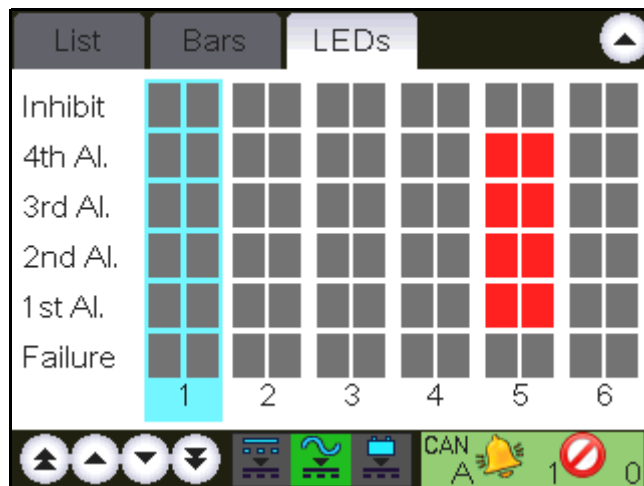 List Bars LEDs
Inhibit
4th Al.
3rd Al.
2nd Al.
1st Al.
Failure
1 2 3 4 5 6
CAN
A 1 0